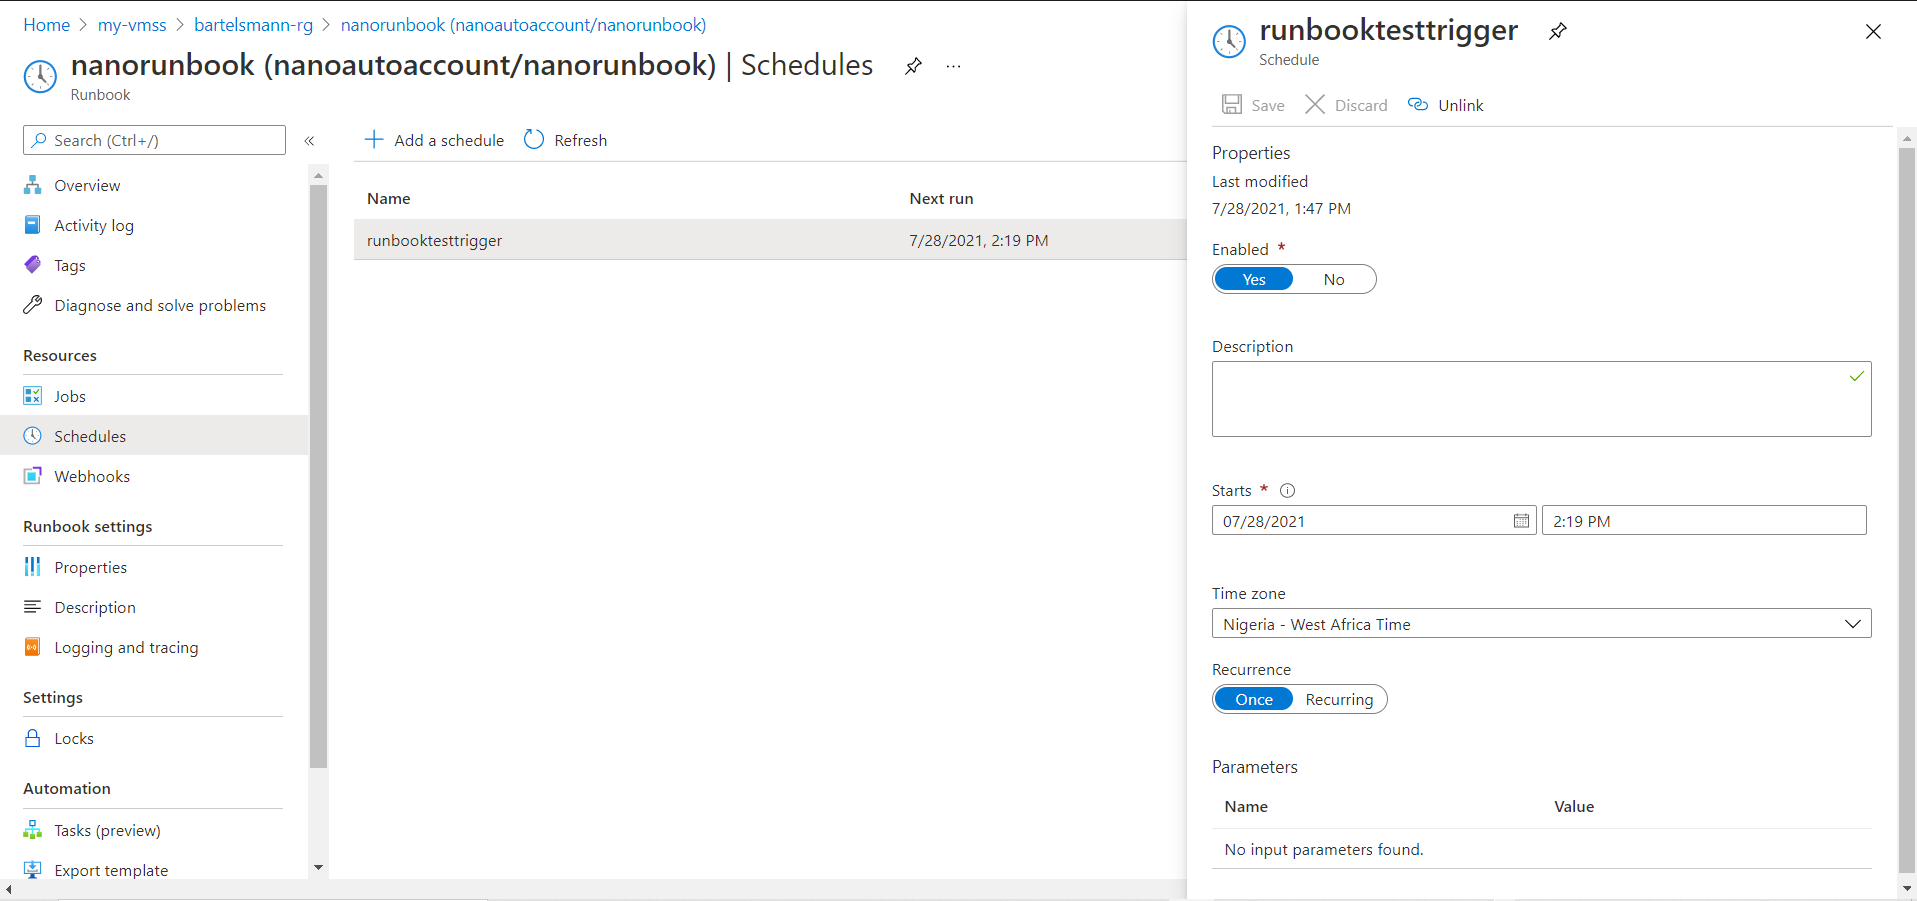 Home > my-vmss > bartelsmann-rg > nanorunbook (nanoautoaccount/nanorunbook)
nanorunbook (nanoautoaccount/nanorunbook) | Schedules
Runbook
Search (Ctrl+/)
Overview
Activity log
Tags
Diagnose and solve problems
Resources
Jobs
Schedules
Webhooks
Runbook settings
Properties
Description
Logging and tracing
Settings
Locks
Automation
Tasks (preview)
Export template
Add a schedule Refresh
Name Next run
runbooktesttrigger 7/28/2021, 2:19 PM
runbooktesttrigger
Schedule
Save Discard Unlink
Properties
Last modified
7/28/2021, 1:47 PM
Enabled *
Yes No
Description
Starts *
07/28/2021 2:19 PM
Time zone
Nigeria - West Africa Time
Recurrence
Once Recurring
Parameters
Name Value
No input parameters found.